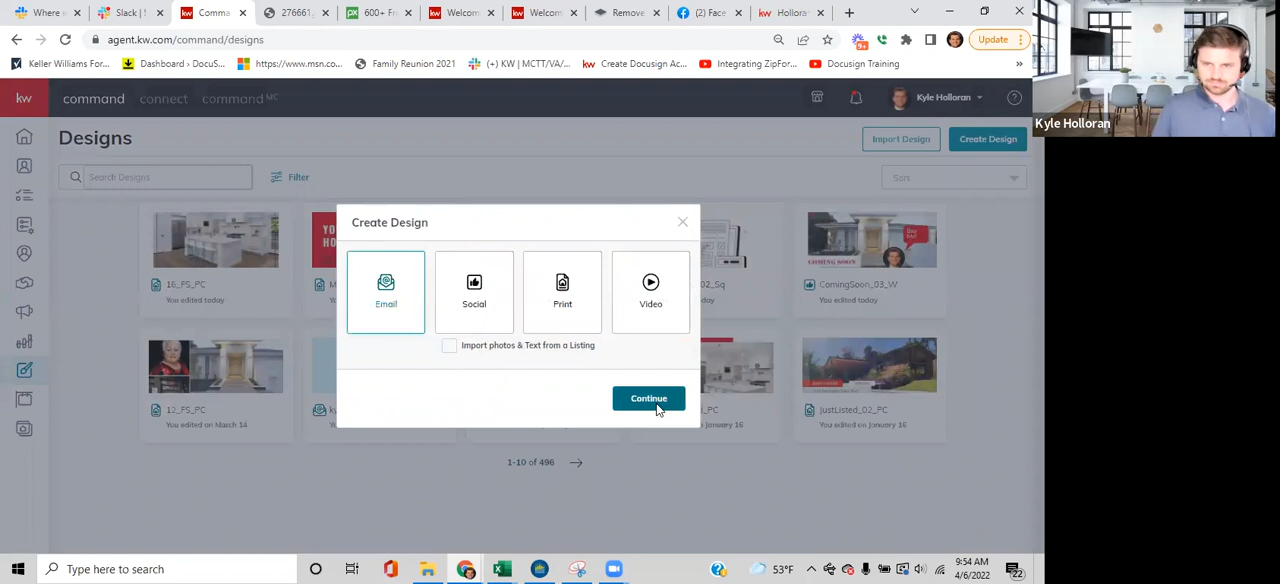 Where
Slack |
Comma
276661
600+ Fr
Welcom
Welcom
Remove
(2) Face
Hollora
Update
agent.kw.com/command/designs
9+
Keller Williams For...
Dashboard › DocuS...
https://www.msn.co...
Family Reunion 2021
(+) KW | MCTT/VA/...
Create Docusign Ac...
Integrating ZipFor...
Docusign Training
»
kw
command
connect
command MC
Kyle Holloran
Kyle Holloran
Designs
Import Design
Create Design
Search Designs
Filter
Sort
Create Design
Email
Social
Print
Video
Import photos & Text from a Listing
Continue
16_FS_PC
You edited today
COMING SOON
ComingSoon_03_W
You edited today
12_FS_PC
You edited on March 14
JustListed_02_PC
You edited on January 16
1-10 of 496
Type here to search
53°F
9:54 AM
4/6/2022
22